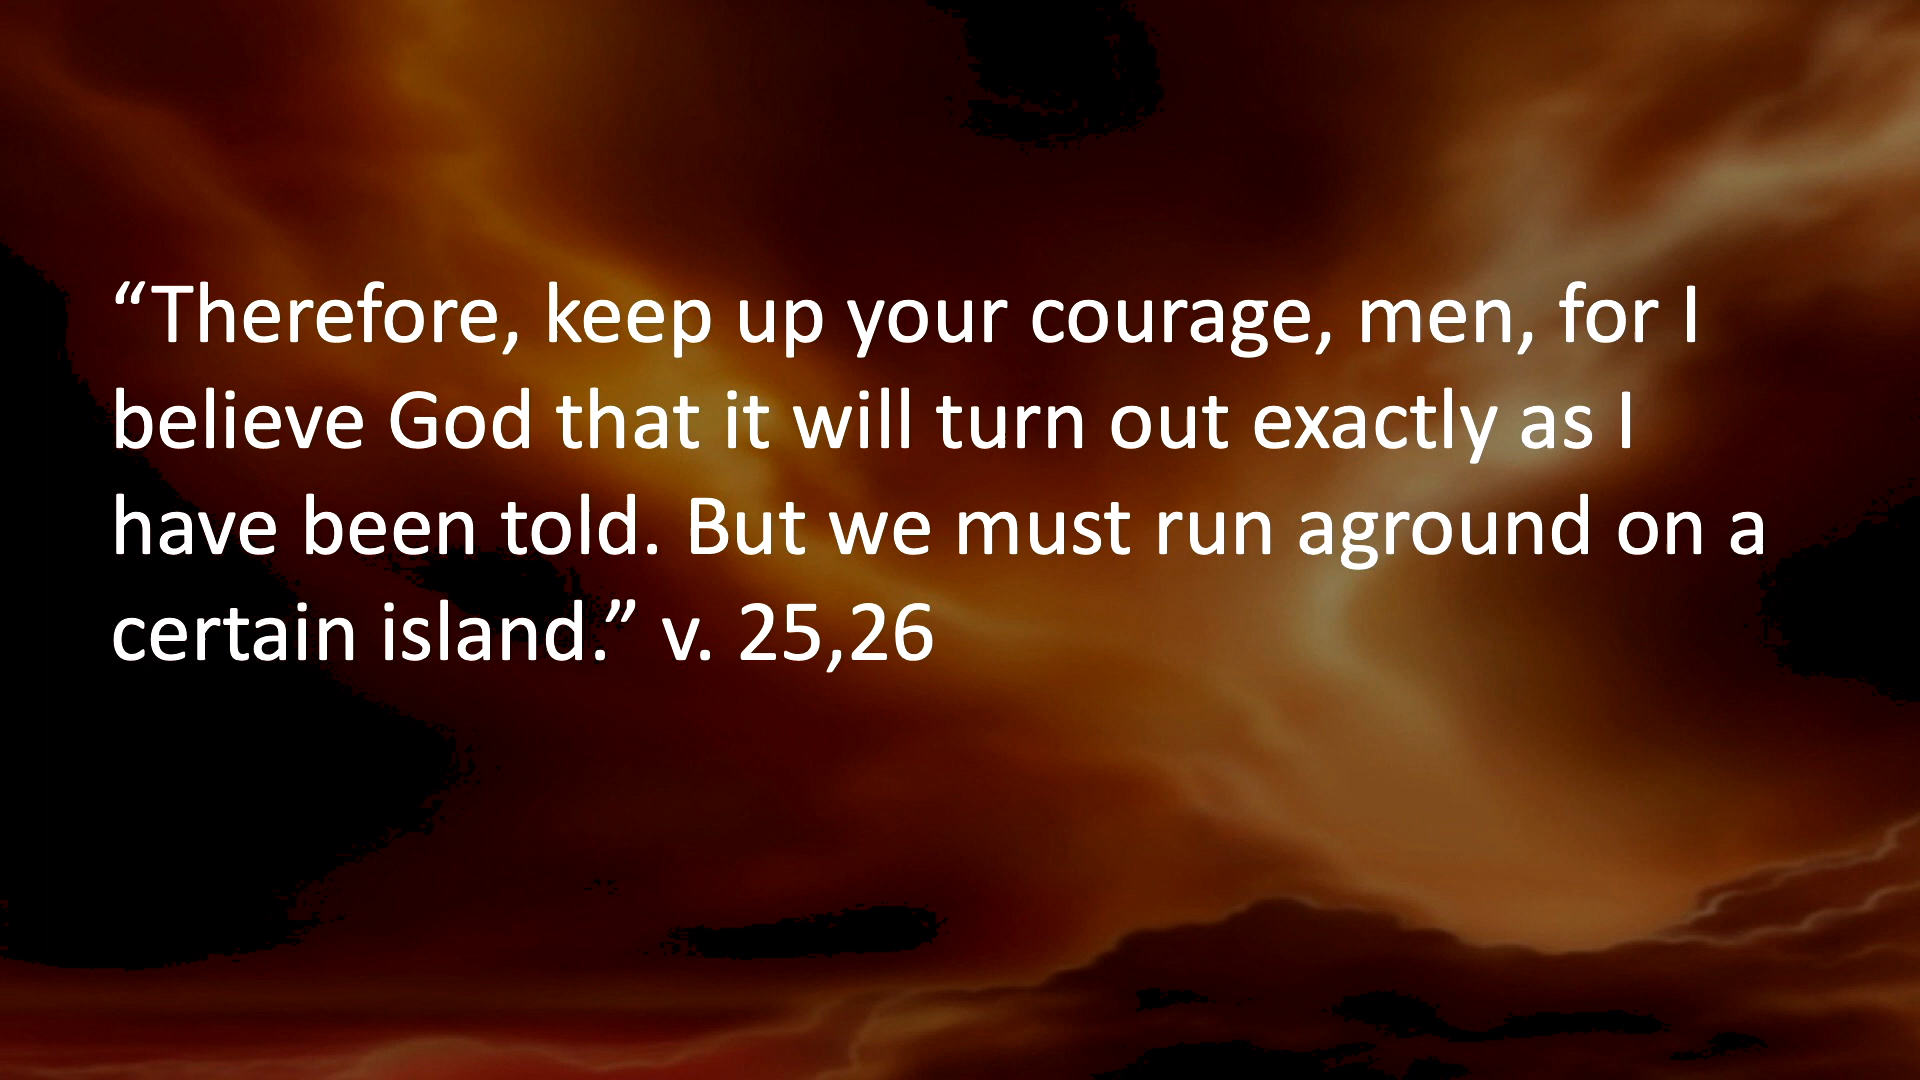 “Therefore, keep up your courage, men, for I
believe God that it will turn out exactly as I
have been told. But we must run aground on a
certain island.” v. 25,26